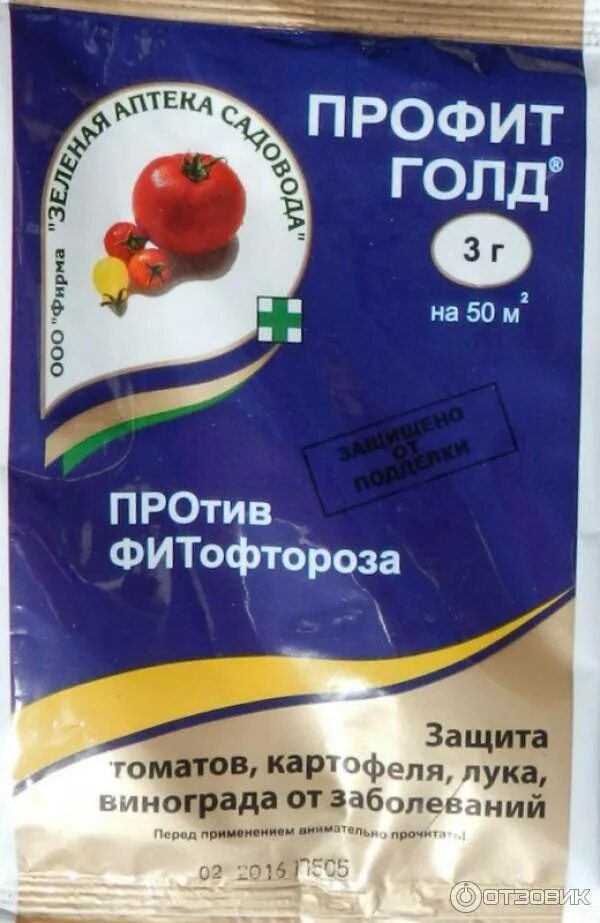 ООО "Фирма "ЗЕЛЕНАЯ АПТЕКА САДОВОДА"
ПРОФИТ
ГОЛД®
3 г
на 50 м²
ЗАЩИЩЕНО
ОТ
ПОДДЕЛКИ
ПРОтив
ФИТофтороза
Защита
томатов, картофеля, лука,
винограда от заболеваний
Перед применением внимательно прочитать!
02 2016 17505
ОТЗОВИК